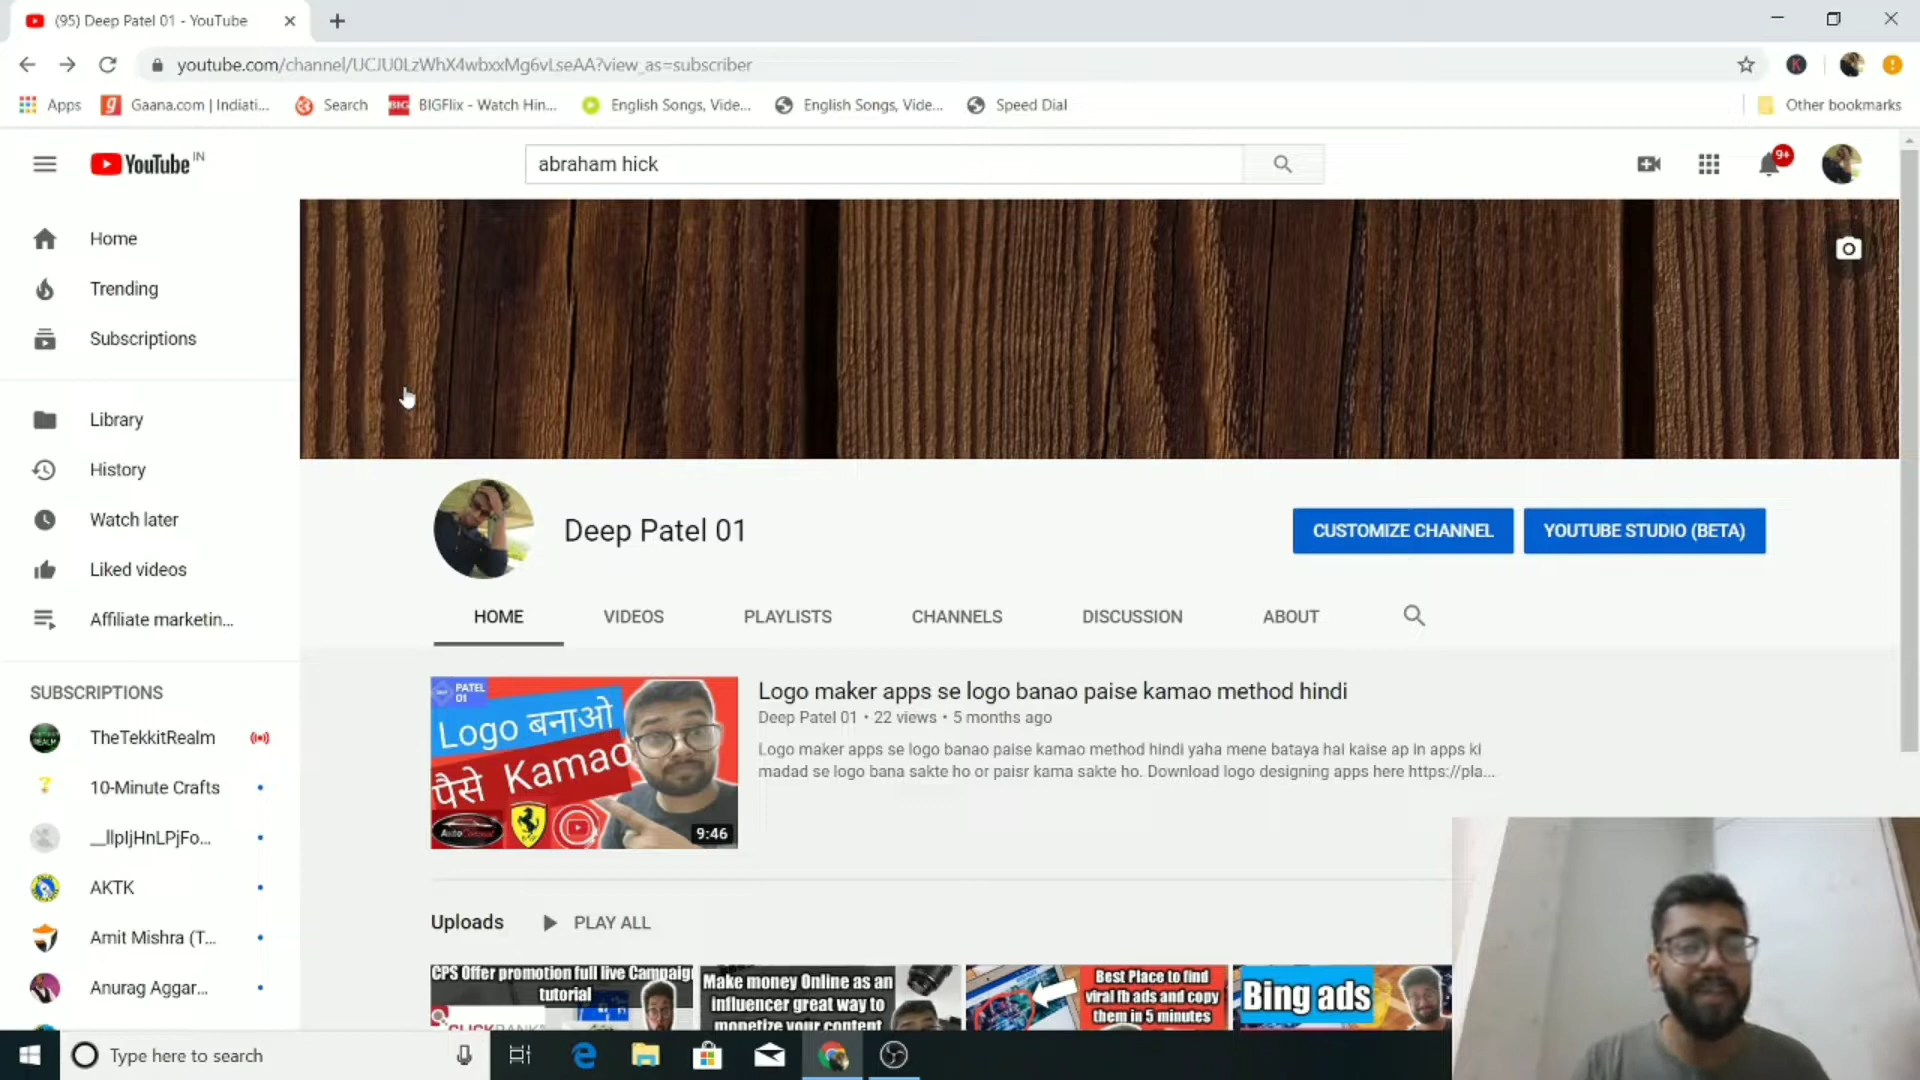 (95) Deep Patel 01 - YouTube
youtube.com/channel/UCJU0LzWhX4wbxxMg6vLseAA?view_as=subscriber
Apps
Gaana.com | Indiati...
Search
BIG
BIGFlix - Watch Hin...
English Songs, Vide...
English Songs, Vide...
Speed Dial
Other bookmarks
YouTube IN
abraham hick
9+
Home
Trending
Subscriptions
Library
History
Watch later
Liked videos
Affiliate marketin...
SUBSCRIPTIONS
TheTekkitRealm
10-Minute Crafts
__llpIjHnLPjFo...
AKTK
Amit Mishra (T...
Anurag Aggar...
Deep Patel 01
CUSTOMIZE CHANNEL
YOUTUBE STUDIO (BETA)
HOME
VIDEOS
PLAYLISTS
CHANNELS
DISCUSSION
ABOUT
PATEL
01
Logo बनाओ
पैसे Kamao
9:46
Logo maker apps se logo banao paise kamao method hindi
Deep Patel 01 • 22 views • 5 months ago
Logo maker apps se logo banao paise kamao method hindi yaha mene bataya hai kaise ap in apps ki
madad se logo bana sakte ho or paisr kama sakte ho. Download logo designing apps here https://pla...
Uploads
PLAY ALL
CPS Offer promotion full live Campaign
tutorial
CLICKBANK
Make money Online as an
influencer great way to
monetize your content
Best Place to find
viral fb ads and copy
them in 5 minutes
Bing ads
Type here to search